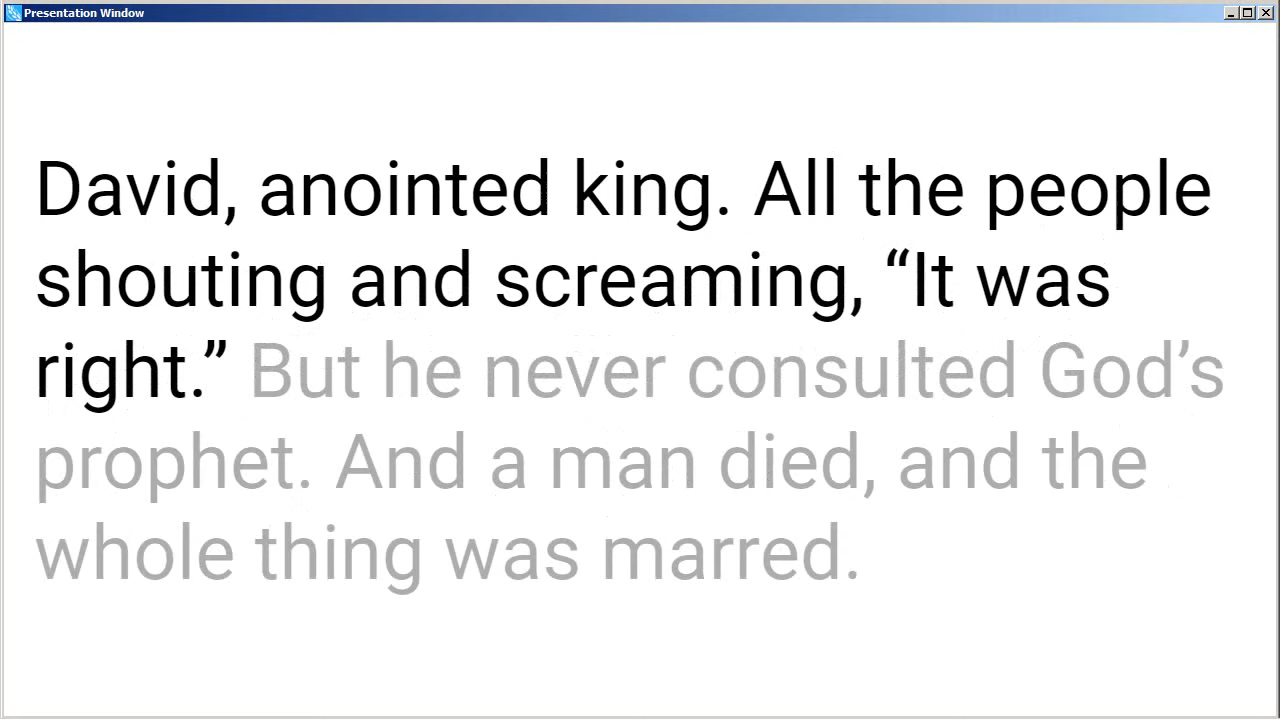 Presentation Window
David, anointed king. All the people
shouting and screaming, “It was
right.” But he never consulted God’s
prophet. And a man died, and the
whole thing was marred.